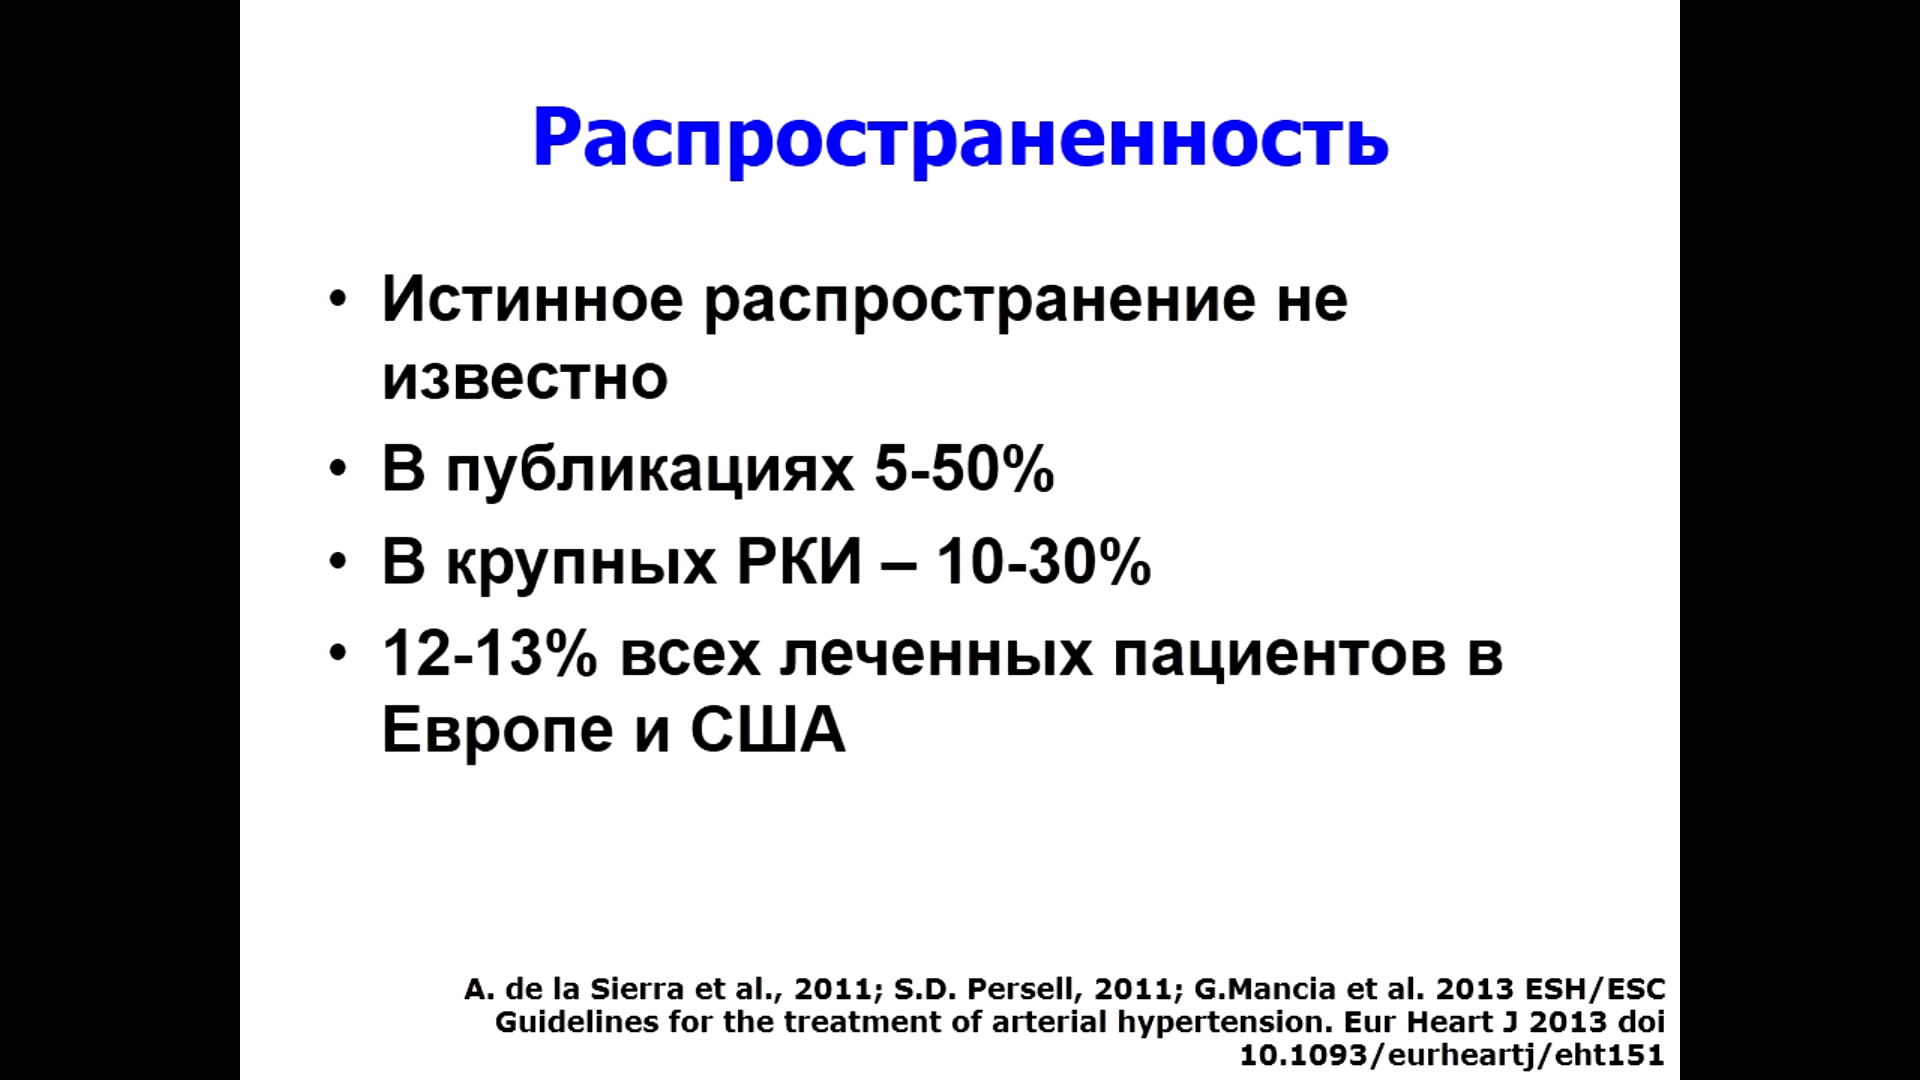 Распространенность
• Истинное распространение не
известно
• В публикациях 5-50%
• В крупных РКИ – 10-30%
• 12-13% всех леченных пациентов в
Европе и США
A. de la Sierra et al., 2011; S.D. Persell, 2011; G.Mancia et al. 2013 ESH/ESC
Guidelines for the treatment of arterial hypertension. Eur Heart J 2013 doi
10.1093/eurheartj/eht151